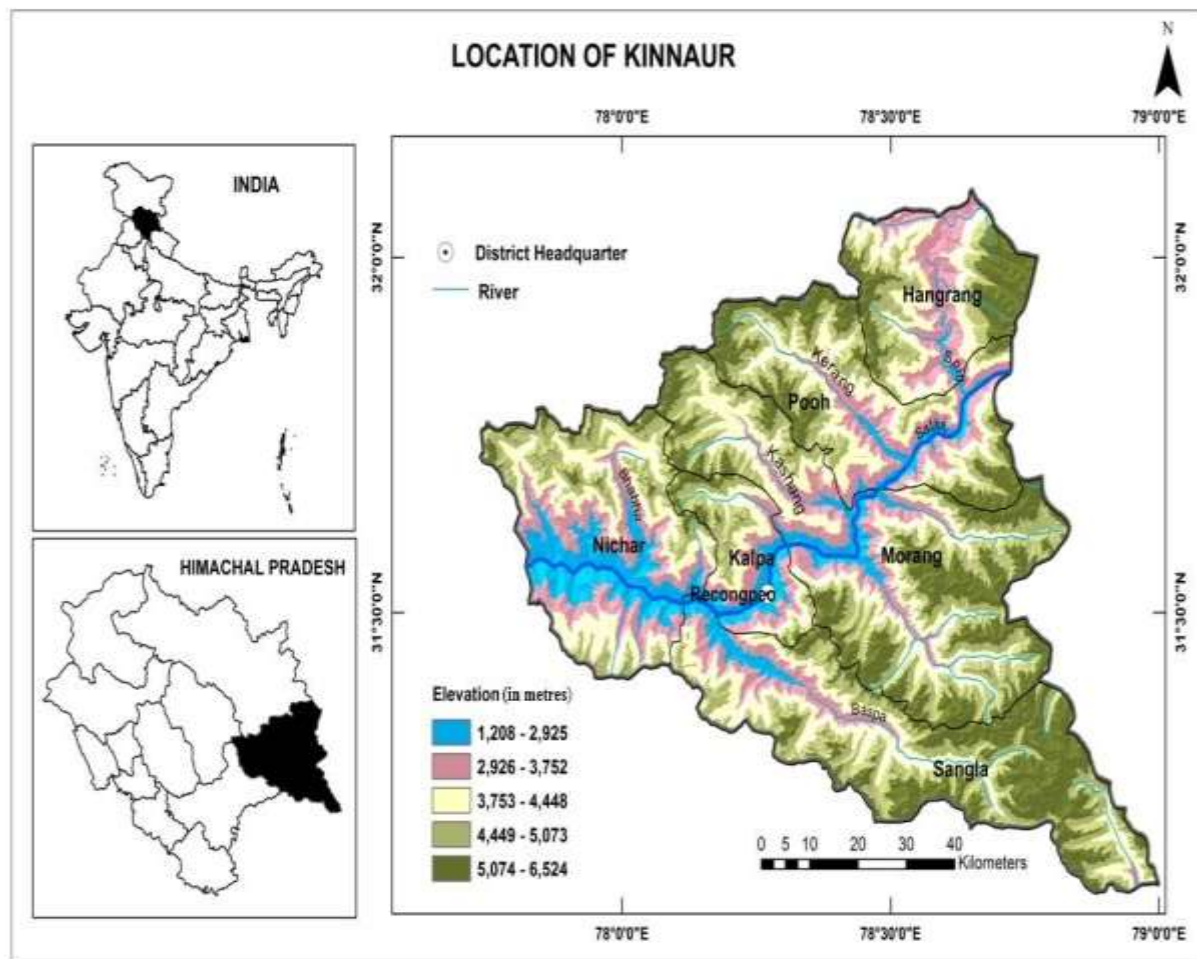 LOCATION OF KINNAUR
N
INDIA
HIMACHAL PRADESH
78°0'0"E
78°30'0"E
79°0'0"E
32°0'0"N
32°0'0"N
31°30'0"N
31°30'0"N
District Headquarter
River
Hangrang
Spiti
Kerang
Pooh
Satluj
Kashang
Bhabha
Nichar
Kalpa
Morang
Recongpeo
Baspa
Sangla
Elevation (in metres)
1,208 - 2,925
2,926 - 3,752
3,753 - 4,448
4,449 - 5,073
5,074 - 6,524
0 5 10 20 30 40
Kilometers
78°0'0"E
78°30'0"E
79°0'0"E